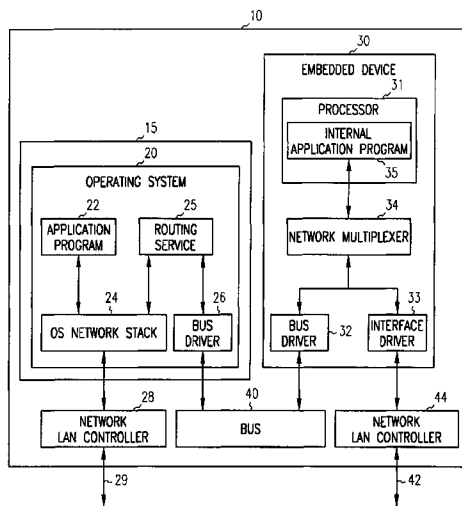 10
30
EMBEDDED DEVICE
31
PROCESSOR
INTERNAL
APPLICATION PROGRAM
35
15
20
OPERATING SYSTEM
22
25
APPLICATION
PROGRAM
ROUTING
SERVICE
34
NETWORK MULTIPLEXER
24
26
33
OS NETWORK STACK
BUS
DRIVER
BUS
DRIVER
32
INTERFACE
DRIVER
28
40
44
NETWORK
LAN CONTROLLER
BUS
NETWORK
LAN CONTROLLER
29
42